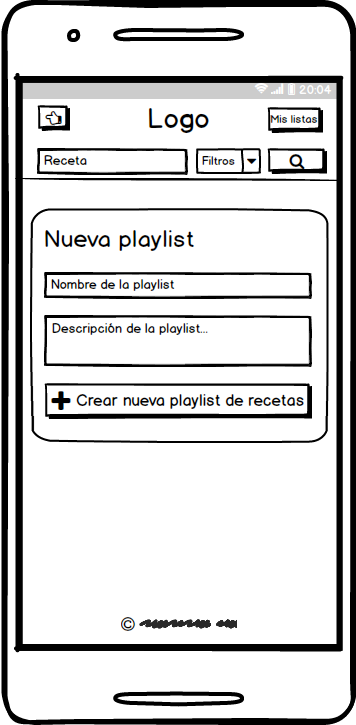 20:04
Logo
Mis listas
Receta
Filtros
Nueva playlist
Nombre de la playlist
Descripción de la playlist...
Crear nueva playlist de recetas
©